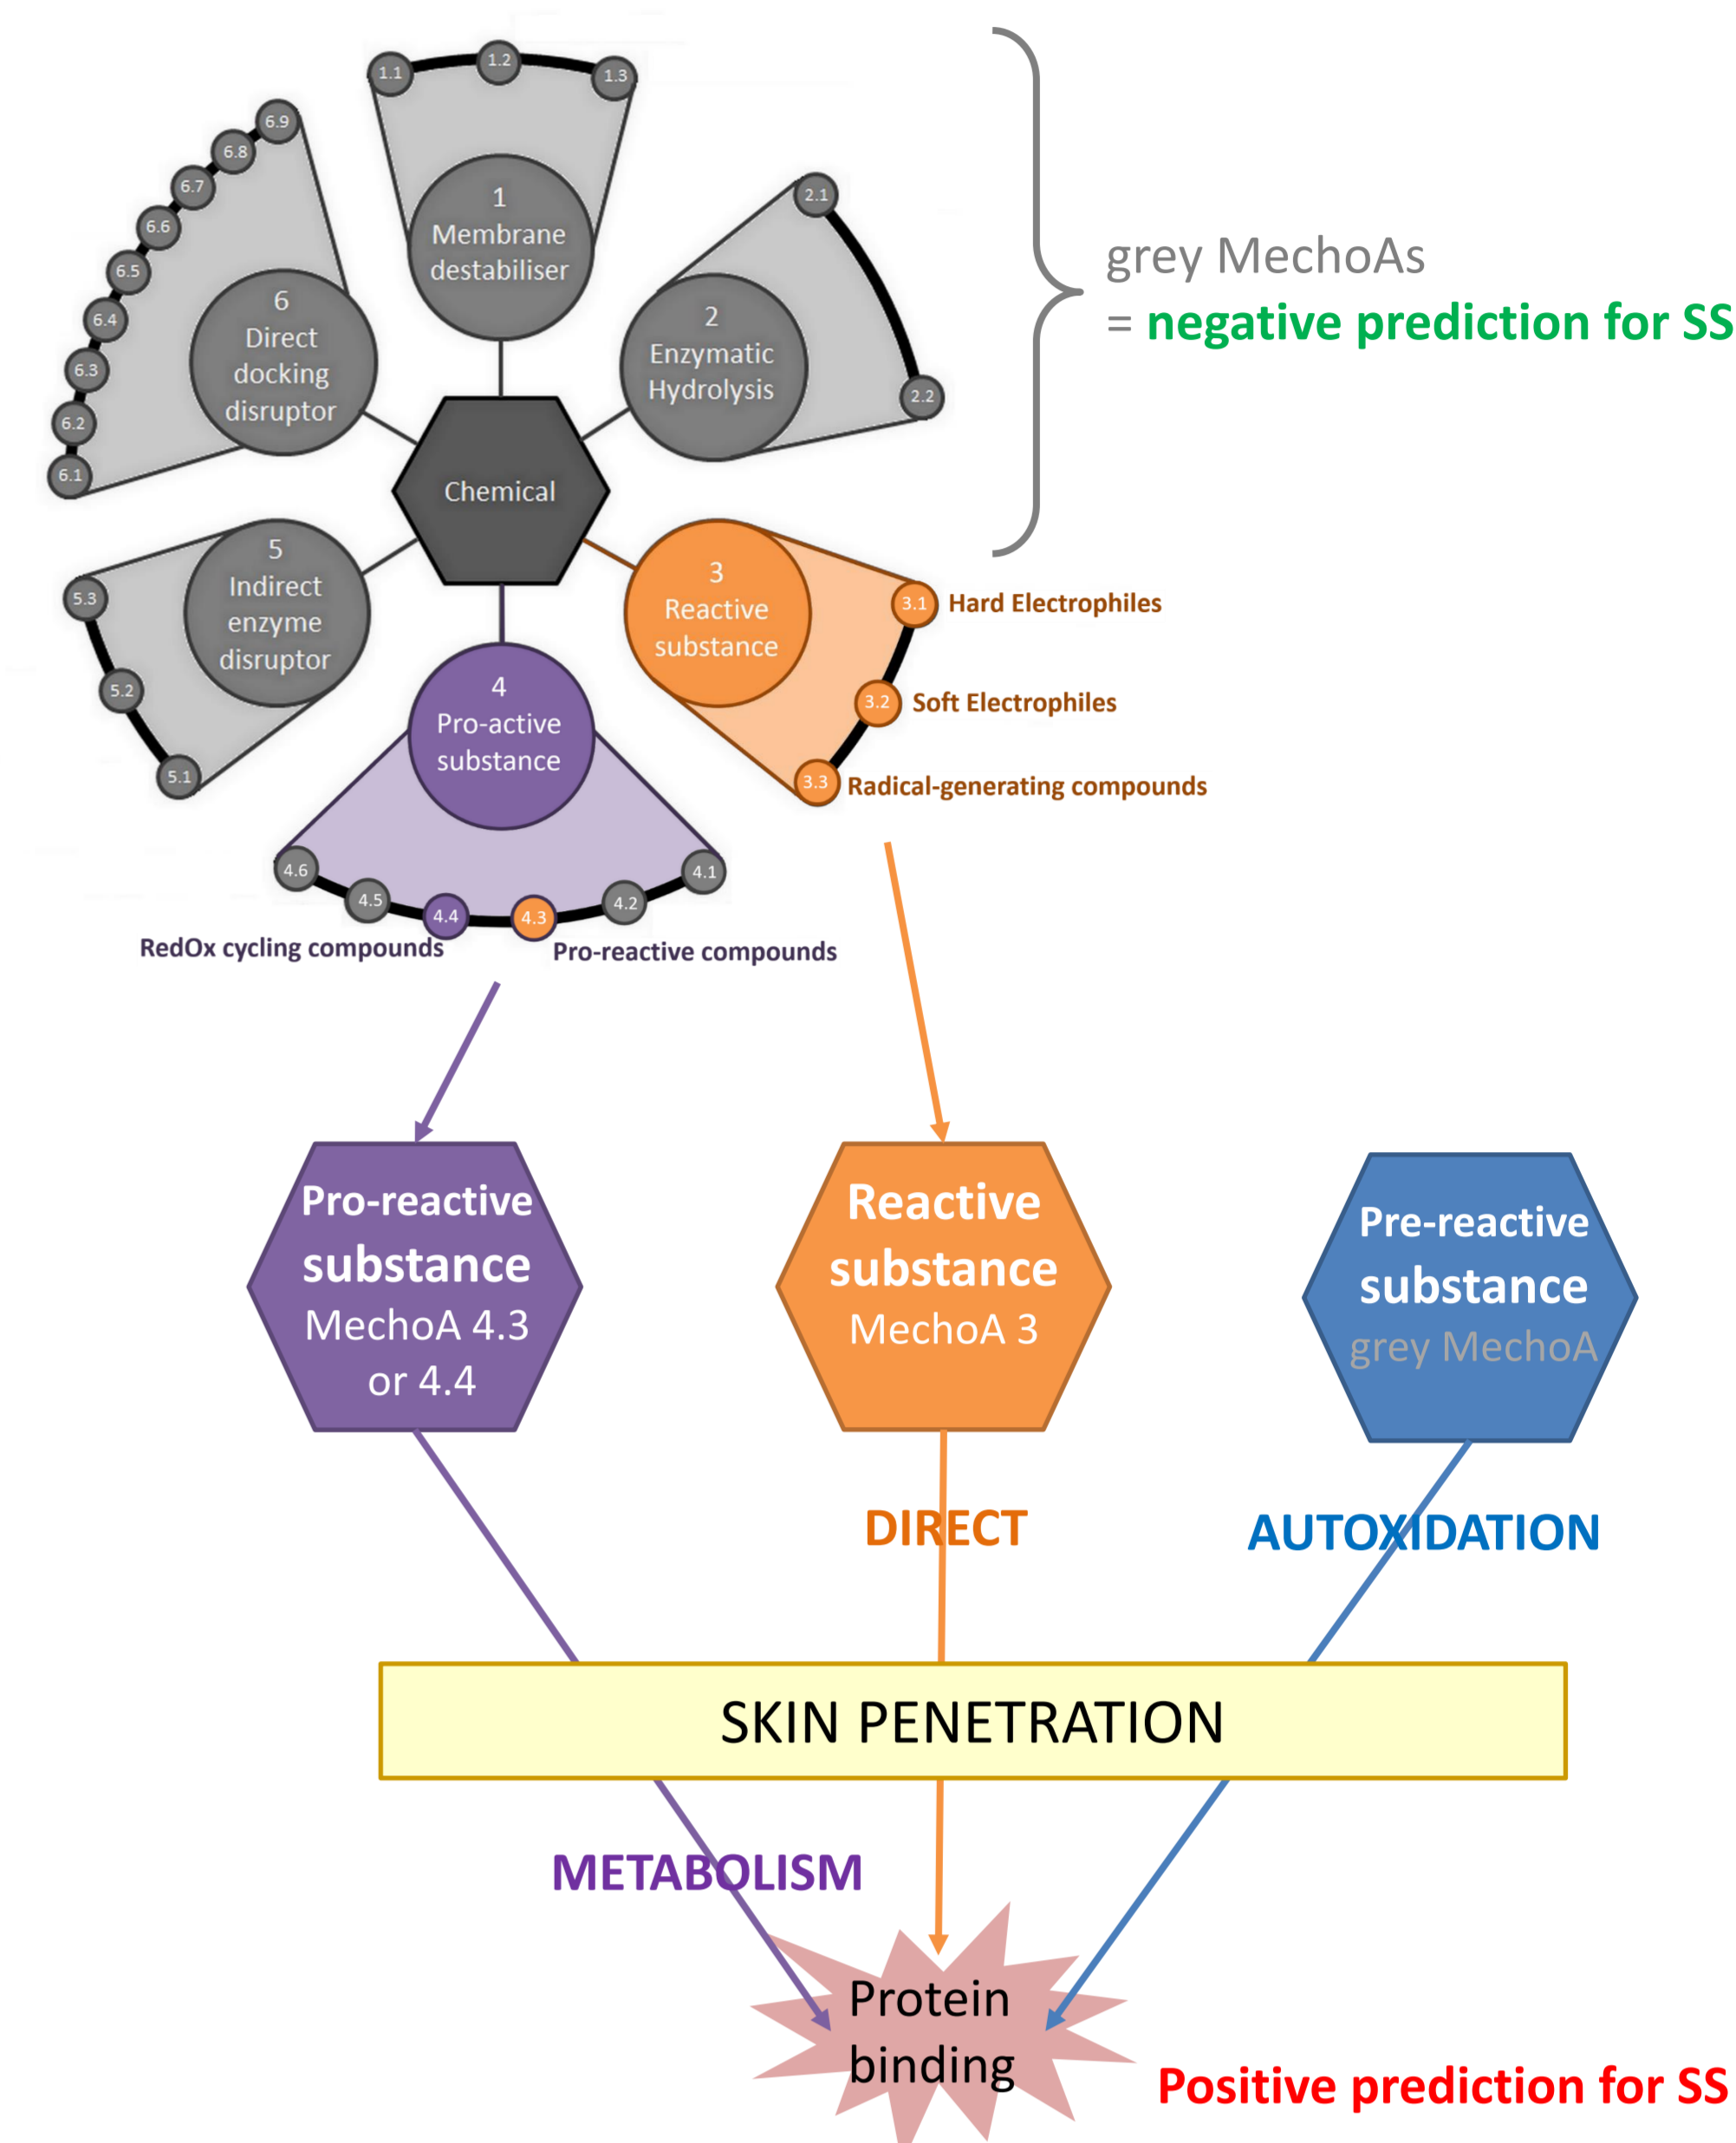 1.1
1.2
1.3
6.9
6.8
6.7
6.6
6.5
6.4
6.3
6.2
6.1
1
Membrane
destabiliser
2.1
2.2
2
Enzymatic
Hydrolysis
6
Direct
docking
disruptor
grey MechoAs
= negative prediction for SS
Chemical
5
Indirect
enzyme
disruptor
5.3
5.2
5.1
3
Reactive
substance
3.1 Hard Electrophiles
3.2 Soft Electrophiles
3.3 Radical-generating compounds
4
Pro-active
substance
4.6
4.5
4.4
4.3
4.2
4.1
RedOx cycling compounds
Pro-reactive compounds
Pro-reactive
substance
MechoA 4.3
or 4.4
Reactive
substance
MechoA 3
Pre-reactive
substance
grey MechoA
DIRECT
AUTOXIDATION
SKIN PENETRATION
METABOLISM
Protein
binding
Positive prediction for SS